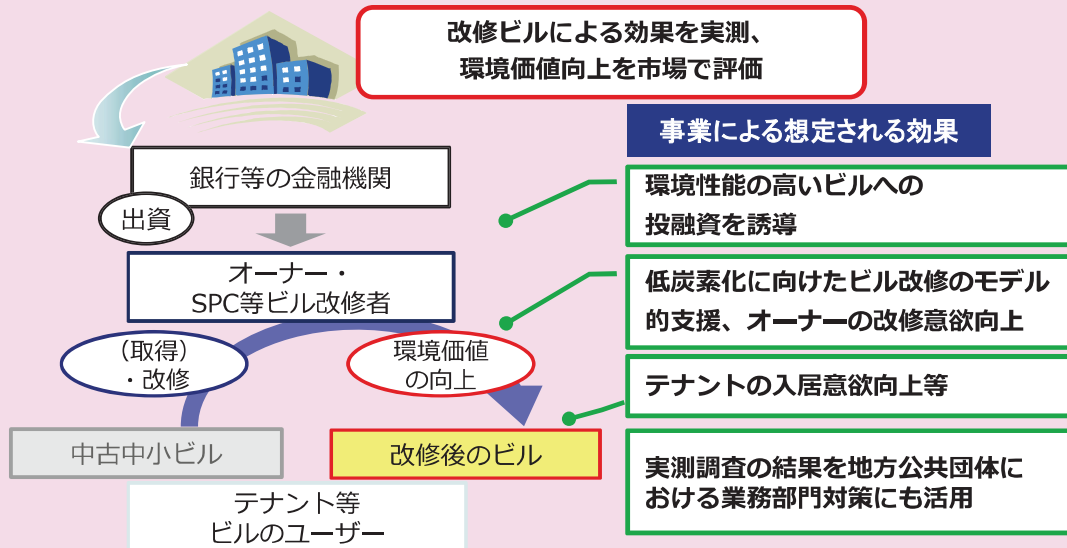 改修ビルによる効果を実測、
環境価値向上を市場で評価
銀行等の金融機関
出資
オーナー・
SPC等ビル改修者
（取得）
・改修
環境価値
の向上
中古中小ビル
改修後のビル
テナント等
ビルのユーザー
事業による想定される効果
環境性能の高いビルへの
投融資を誘導
低炭素化に向けたビル改修のモデル
的支援、オーナーの改修意欲向上
テナントの入居意欲向上等
実測調査の結果を地方公共団体に
おける業務部門対策にも活用